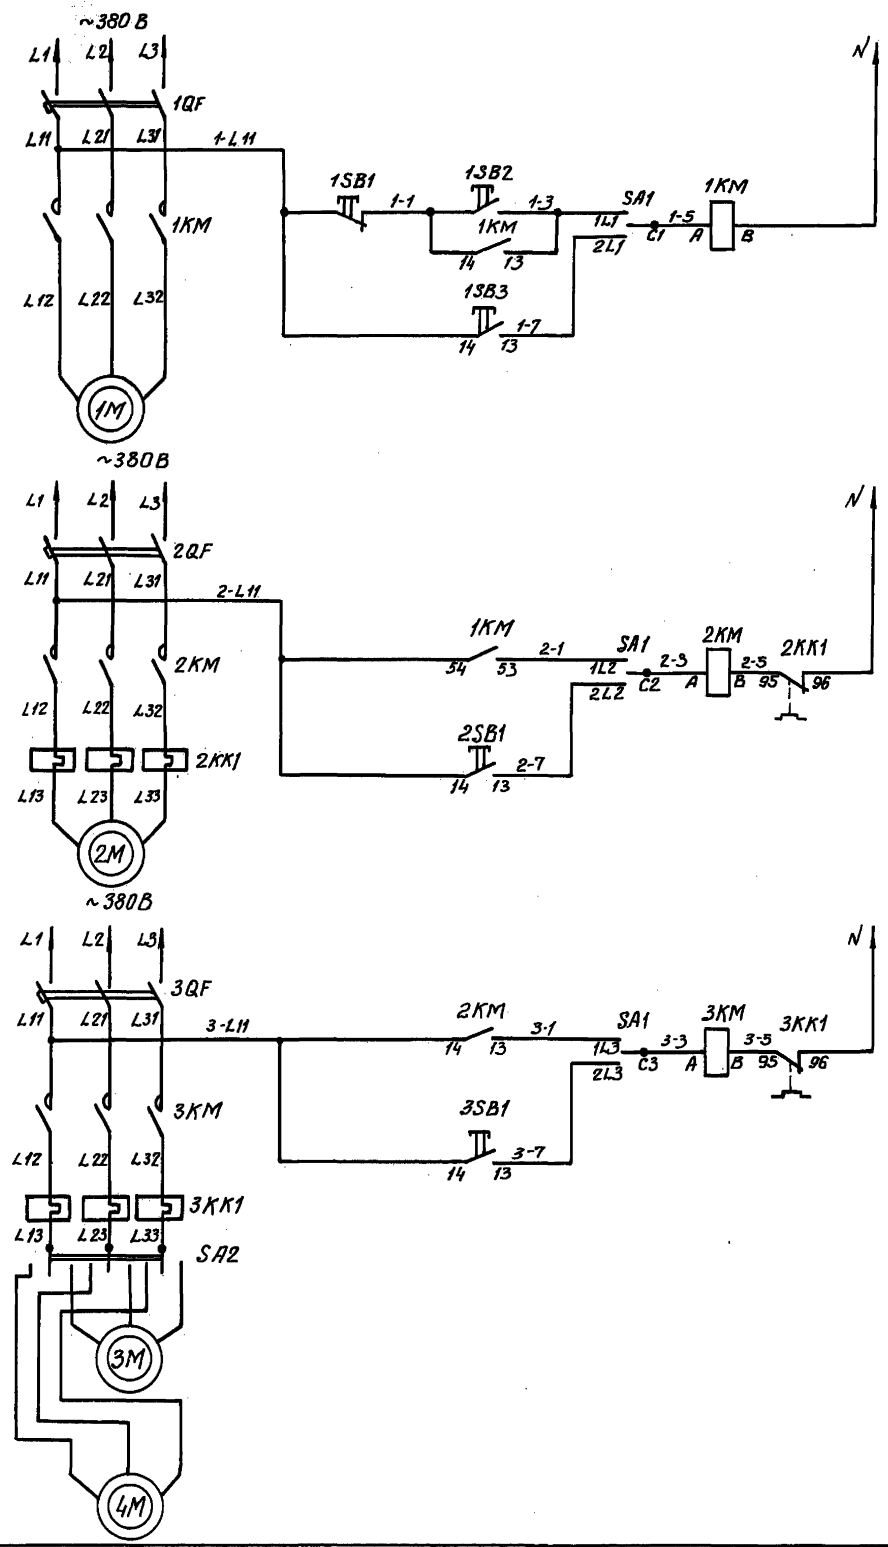 ~380 В
L1 L2 L3 N
1QF
L11 L21 L31 1-L11
1SB1 1-1 1SB2 1-3 SA1 1KM
1L1 1-5
1KM 1KM 2L1 C1 A B
14 13
L12 L22 L32 1SB3
1-7
14 13
1M
~380 В
L1 L2 L3 N
2QF
L11 L21 L31
2-L11
1KM 2-1 SA1 2KM 2KK1
2KM 54 53 1L2 2-3 2-5
2L2 C2 A B 95 96
L12 L22 L32
2SB1
2KK1 2-7
14 13
L13 L23 L33
2M
~380 В
L1 L2 L3 N
3QF
L11 L21 L31 2KM SA1 3KM 3KK1
3-L11 3-1
14 13 1L3 3-3 3-5
2L3 C3 A B 95 96
3KM 3SB1
L12 L22 L32 3-7
14 13
3KK1
L13 L23 L33
SA2
3M
4M